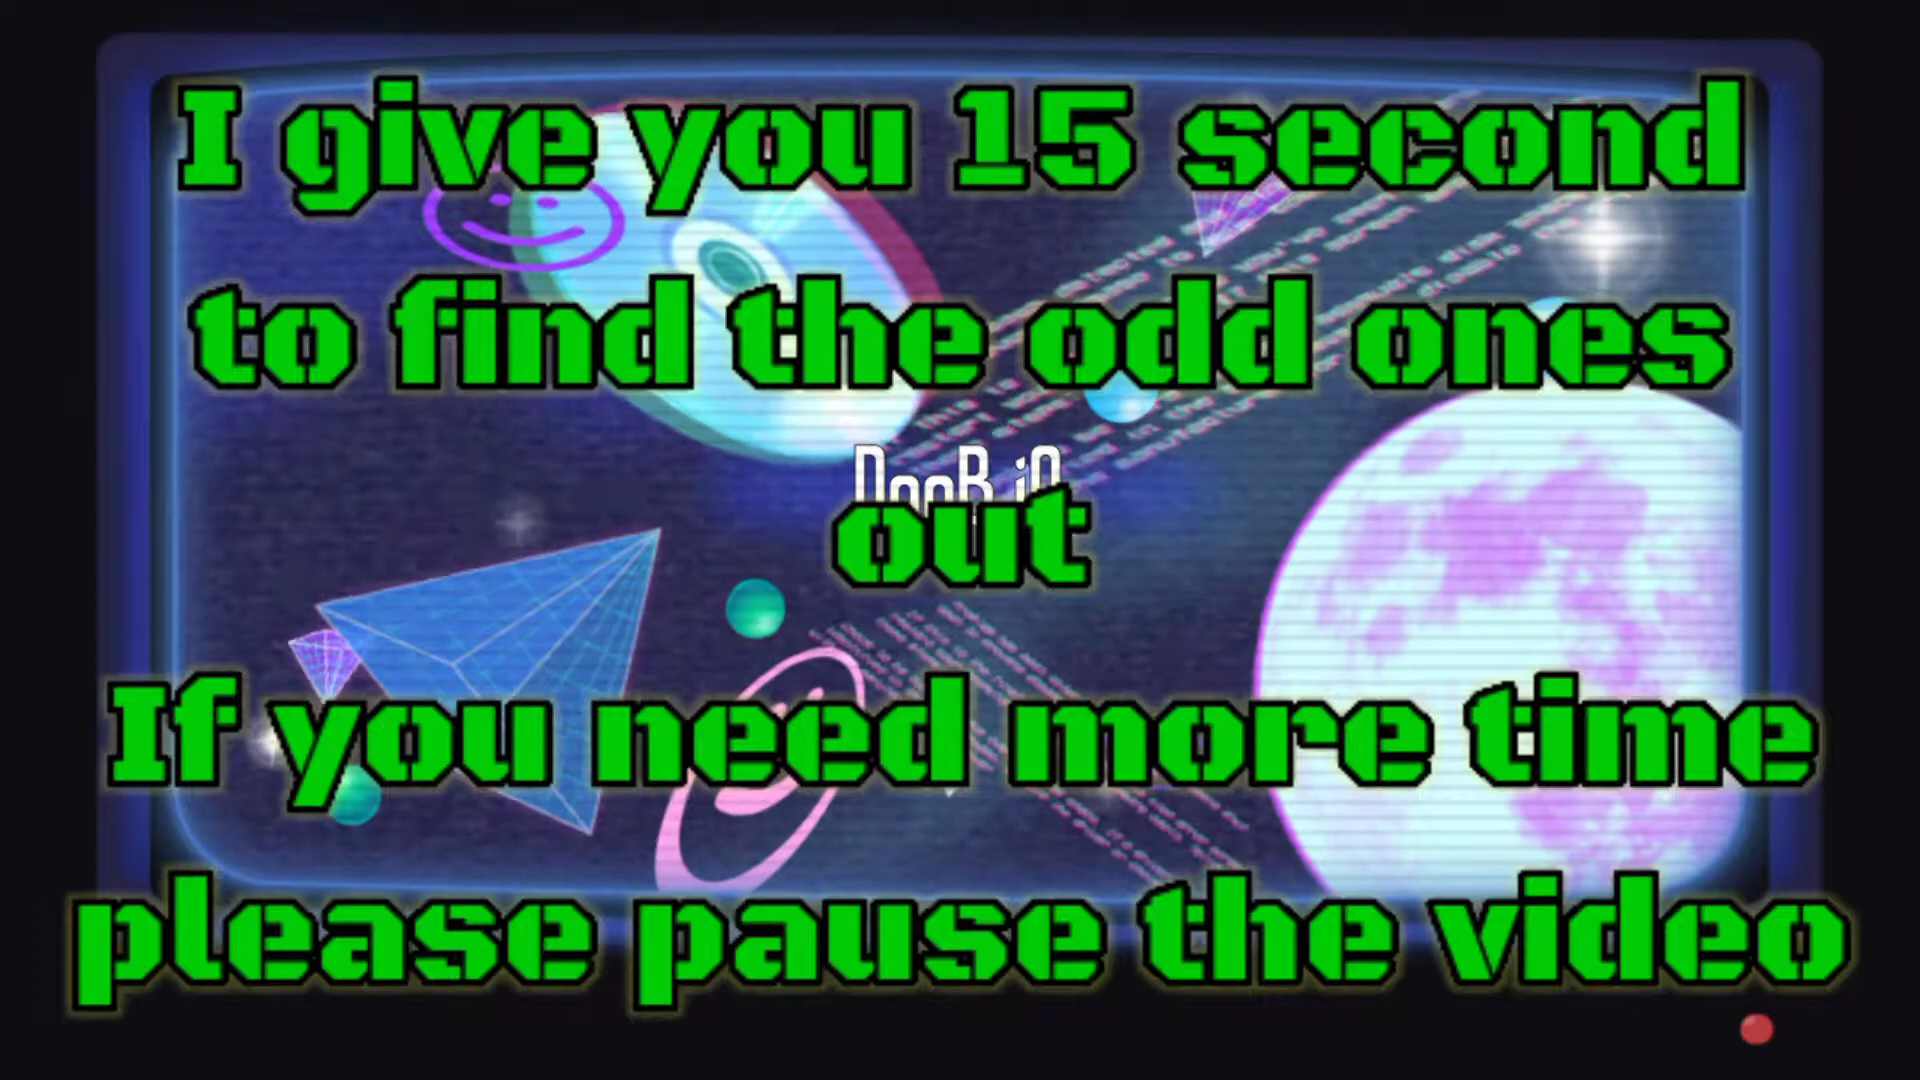 I give you 15 second
to find the odd ones
out
If you need more time
please pause the video